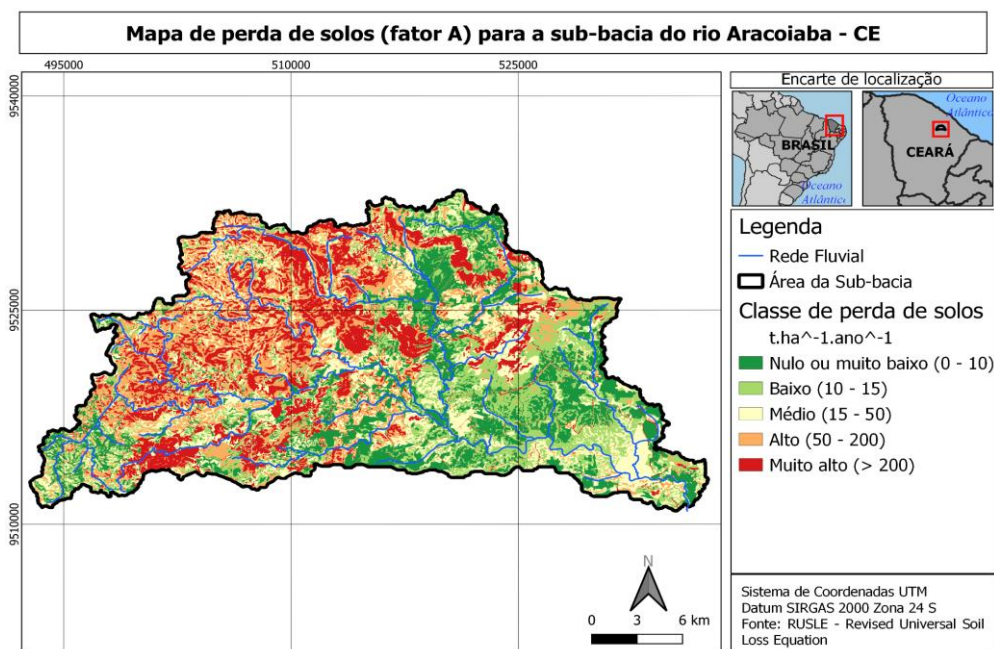 Mapa de perda de solos (fator A) para a sub-bacia do rio Aracoiaba - CE
495000
510000
525000
9540000
9525000
9510000
Encarte de localização
BRASIL
Oceano
Atlântico
Oceano
Atlântico
CEARÁ
Legenda
Rede Fluvial
Área da Sub-bacia
Classe de perda de solos
t.ha^-1.ano^-1
Nulo ou muito baixo (0 - 10)
Baixo (10 - 15)
Médio (15 - 50)
Alto (50 - 200)
Muito alto (> 200)
N
0 3 6 km
Sistema de Coordenadas UTM
Datum SIRGAS 2000 Zona 24 S
Fonte: RUSLE - Revised Universal Soil
Loss Equation